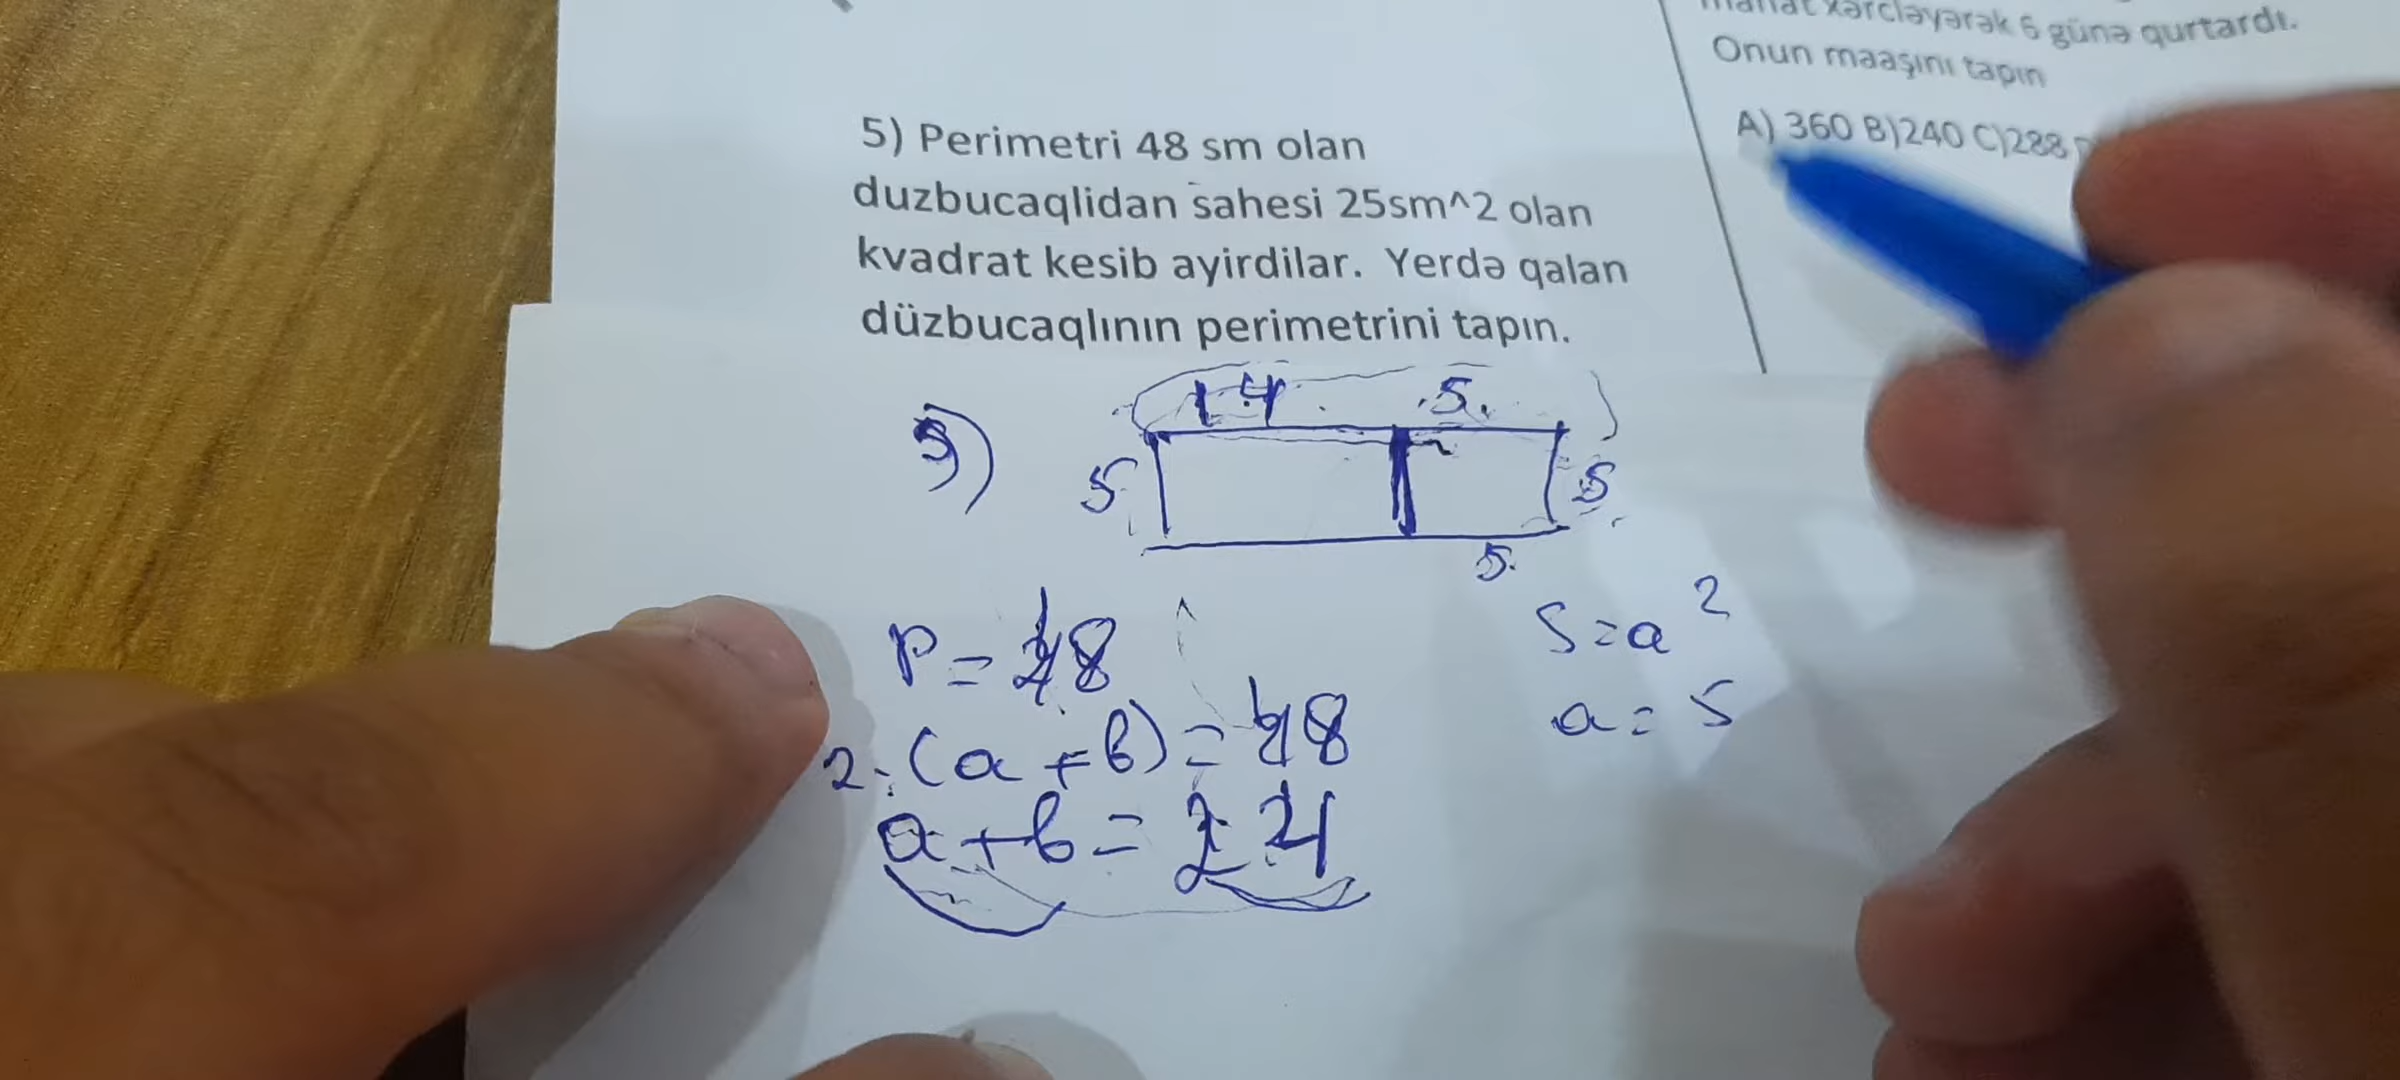 5) Perimetri 48 sm olan
duzbucaqlidan sahesi 25sm^2 olan
kvadrat kesib ayirdilar. Yerdə qalan
düzbucaqlının perimetrini tapın.
xərcləyərək 6 günə qurtardı.
Onun maaşını tapın
A) 360 B)240 C)288
5)
14 5
5 5
5
P = 48
2·(a+b) = 48
a+b = 24
S=a²
a=5